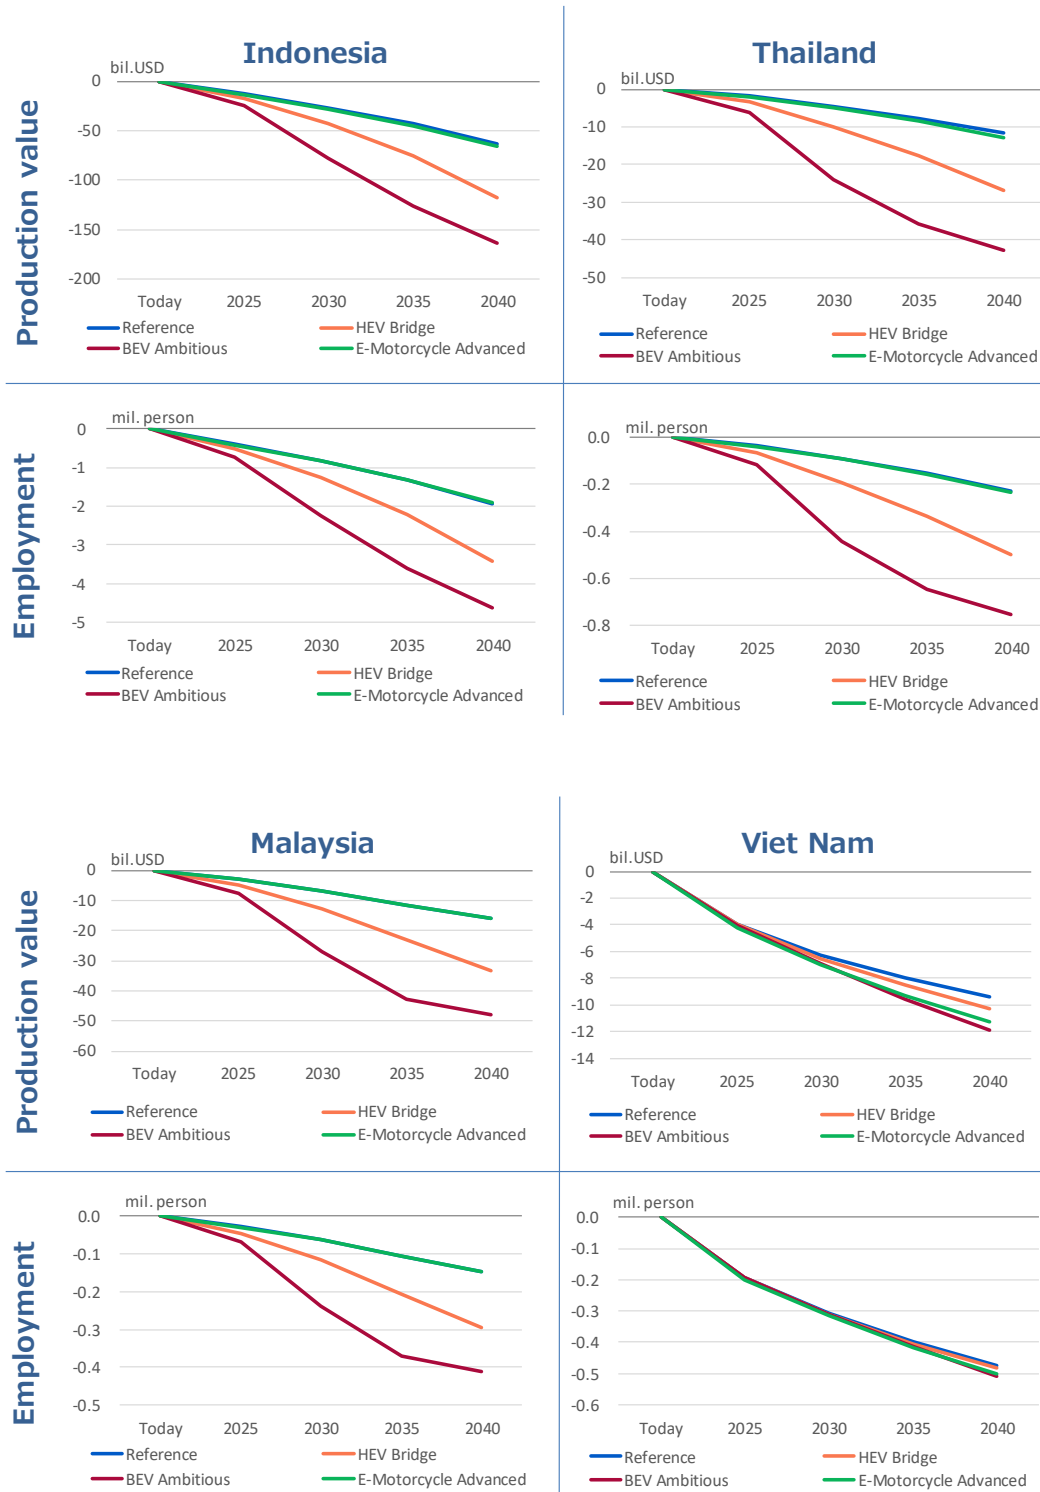 Indonesia
Production value
bil.USD
0
-50
-100
-150
-200
Today 2025 2030 2035 2040
Reference HEV Bridge
BEV Ambitious E-Motorcycle Advanced
Thailand
bil.USD
0
-10
-20
-30
-40
-50
Today 2025 2030 2035 2040
Reference HEV Bridge
BEV Ambitious E-Motorcycle Advanced
Employment
mil. person
0
-1
-2
-3
-4
-5
Today 2025 2030 2035 2040
Reference HEV Bridge
BEV Ambitious E-Motorcycle Advanced
mil. person
0.0
-0.2
-0.4
-0.6
-0.8
Today 2025 2030 2035 2040
Reference HEV Bridge
BEV Ambitious E-Motorcycle Advanced
Malaysia
Production value
bil.USD
0
-10
-20
-30
-40
-50
-60
Today 2025 2030 2035 2040
Reference HEV Bridge
BEV Ambitious E-Motorcycle Advanced
Viet Nam
bil.USD
0
-2
-4
-6
-8
-10
-12
-14
Today 2025 2030 2035 2040
Reference HEV Bridge
BEV Ambitious E-Motorcycle Advanced
Employment
mil. person
0.0
-0.1
-0.2
-0.3
-0.4
-0.5
Today 2025 2030 2035 2040
Reference HEV Bridge
BEV Ambitious E-Motorcycle Advanced
mil. person
0.0
-0.1
-0.2
-0.3
-0.4
-0.5
-0.6
Today 2025 2030 2035 2040
Reference HEV Bridge
BEV Ambitious E-Motorcycle Advanced